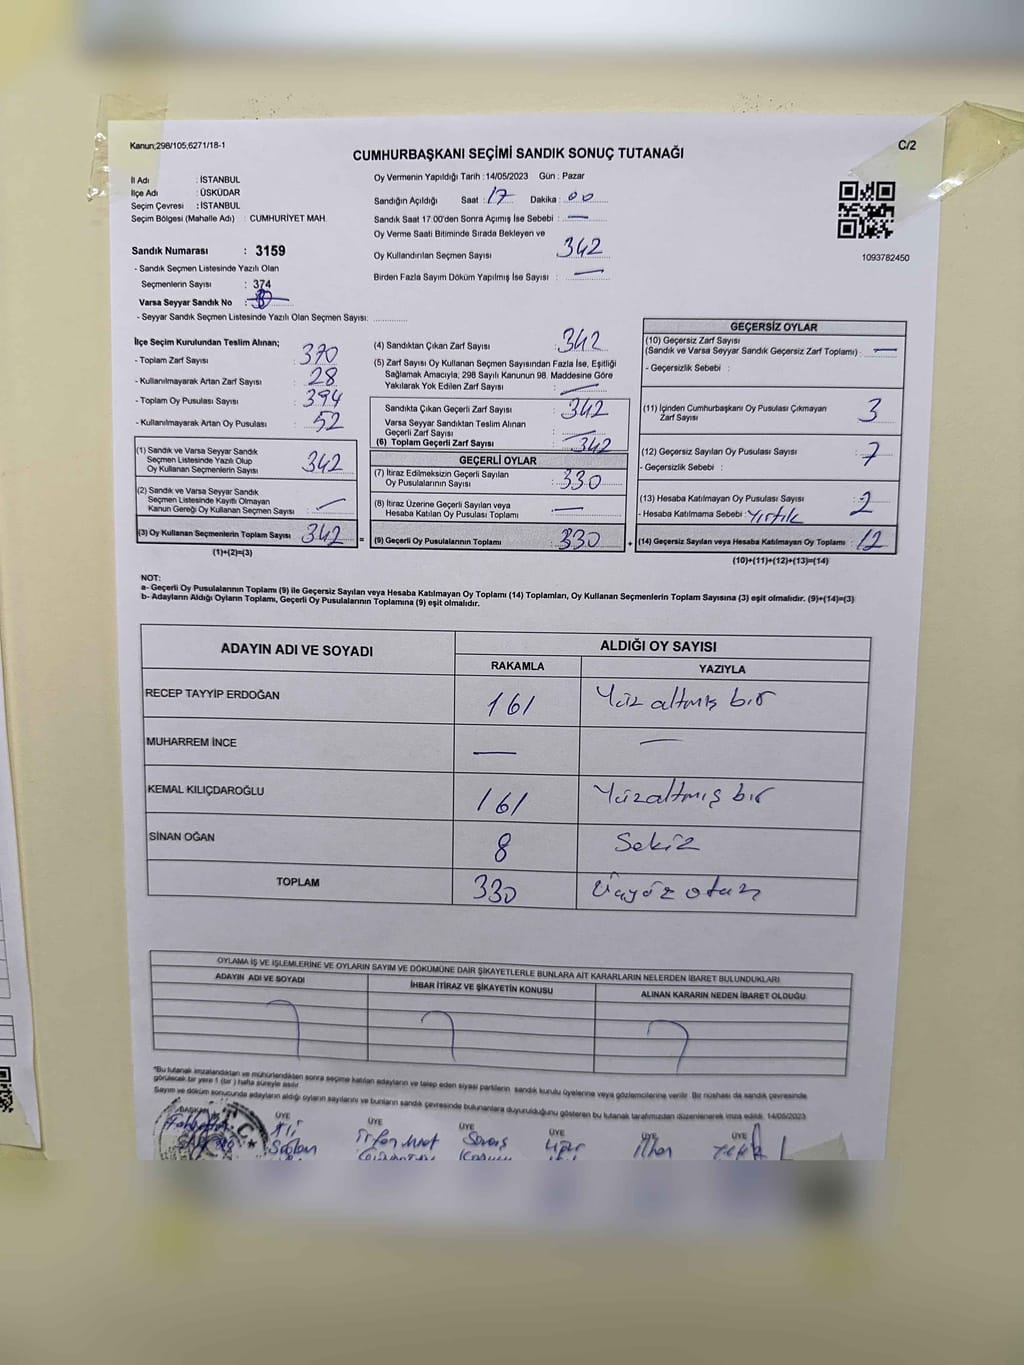 Kanun;298/105,6271/18-1
C/2
CUMHURBAŞKANI SEÇİMİ SANDIK SONUÇ TUTANAĞI
İl Adı : İSTANBUL
İlçe Adı : ÜSKÜDAR
Seçim Çevresi : İSTANBUL
Seçim Bölgesi (Mahalle Adı) : CUMHURİYET MAH.
Sandık Numarası : 3159
- Sandık Seçmen Listesinde Yazılı Olan
Seçmenlerin Sayısı : 374
Varsa Seyyar Sandık No :
- Seyyar Sandık Seçmen Listesinde Yazılı Olan Seçmen Sayısı: ............
Oy Vermenin Yapıldığı Tarih : 14/05/2023 Gün : Pazar
Sandığın Açıldığı Saat : 17 Dakika : 00
Sandık Saat 17:00'den Sonra Açımış İse Sebebi : —
Oy Verme Saati Bitiminde Sırada Bekleyen ve
Oy Kullandırılan Seçmen Sayısı : 342
Birden Fazla Sayım Döküm Yapılmış İse Sayısı : —
1093782450
İlçe Seçim Kurulundan Teslim Alınan;
- Toplam Zarf Sayısı : 370
- Kullanılmayarak Artan Zarf Sayısı : 28
- Toplam Oy Pusulası Sayısı : 394
- Kullanılmayarak Artan Oy Pusulası : 52
(1) Sandık ve Varsa Seyyar Sandık
Seçmen Listesinde Yazılı Olup
Oy Kullanan Seçmenlerin Sayısı : 342
(2) Sandık ve Varsa Seyyar Sandık
Seçmen Listesinde Kayıtlı Olmayan
Kanun Gereği Oy Kullanan Seçmen Sayısı : —
(3) Oy Kullanan Seçmenlerin Toplam Sayısı : 342
(1)+(2)=(3)
(4) Sandıktan Çıkan Zarf Sayısı : 342
(5) Zarf Sayısı Oy Kullanan Seçmen Sayısından Fazla İse, Eşitliği
Sağlamak Amacıyla, 298 Sayılı Kanunun 98. Maddesine Göre
Yakılarak Yok Edilen Zarf Sayısı : —
Sandıkta Çıkan Geçerli Zarf Sayısı : 342
Varsa Seyyar Sandıktan Teslim Alınan
Geçerli Zarf Sayısı : —
(6) Toplam Geçerli Zarf Sayısı : 342
GEÇERLİ OYLAR
(7) İtiraz Edilmeksizin Geçerli Sayılan
Oy Pusulalarının Sayısı : 330
(8) İtiraz Üzerine Geçerli Sayılan veya
Hesaba Katılan Oy Pusulası Toplamı : —
(9) Geçerli Oy Pusulalarının Toplamı : 330
GEÇERSİZ OYLAR
(10) Geçersiz Zarf Sayısı
(Sandık ve Varsa Seyyar Sandık Geçersiz Zarf Toplamı) : —
- Geçersizlik Sebebi :
(11) İçinden Cumhurbaşkanı Oy Pusulası Çıkmayan
Zarf Sayısı : 3
(12) Geçersiz Sayılan Oy Pusulası Sayısı : 7
- Geçersizlik Sebebi :
(13) Hesaba Katılmayan Oy Pusulası Sayısı : 2
- Hesaba Katılmama Sebebi : Yırtık
(14) Geçersiz Sayılan veya Hesaba Katılmayan Oy Toplamı : 12
(10)+(11)+(12)+(13)=(14)
NOT:
a- Geçerli Oy Pusulalarının Toplamı (9) ile Geçersiz Sayılan veya Hesaba Katılmayan Oy Toplamı (14) Toplamları, Oy Kullanan Seçmenlerin Toplam Sayısına (3) eşit olmalıdır. (9)+(14)=(3)
b- Adayların Aldığı Oyların Toplamı, Geçerli Oy Pusulalarının Toplamına (9) eşit olmalıdır.
ADAYIN ADI VE SOYADI ALDIĞI OY SAYISI
RAKAMLA YAZIYLA
RECEP TAYYİP ERDOĞAN 161 Yüz altmış bir
MUHARREM İNCE — —
KEMAL KILIÇDAROĞLU 161 Yüzaltmış bir
SİNAN OĞAN 8 Sekiz
TOPLAM 330 Üçyüz otuz
OYLAMA İŞ VE İŞLEMLERİNE VE OYLARIN SAYIM VE DÖKÜMÜNE DAİR ŞİKAYETLERLE BUNLARA AİT KARARLARIN NELERDEN İBARET BULUNDUKLARI
ADAYIN ADI VE SOYADI İHBAR İTİRAZ VE ŞİKAYETİN KONUSU ALINAN KARARIN NEDEN İBARET OLDUĞU
*Bu tutanak imzalandıktan ve mühürlendikten sonra seçime katılan adayların ve talep eden siyasi partilerin sandık kurulu üyelerine veya gözlemcilerine verilir. Bir nüshası da sandık çevresinde
görülecek bir yere 1 (bir) hafta süreyle asılır
Sayım ve döküm sonucunda adayların aldığı oyların sayılarını ve bunların sandık çevresinde bulunanlara duyurulduğunu gösteren bu tutanak tarafımızdan düzenlenerek imza edildi. 14/05/2023
BAŞKAN ÜYE ÜYE ÜYE ÜYE ÜYE ÜYE
Ali Savaş İlhan